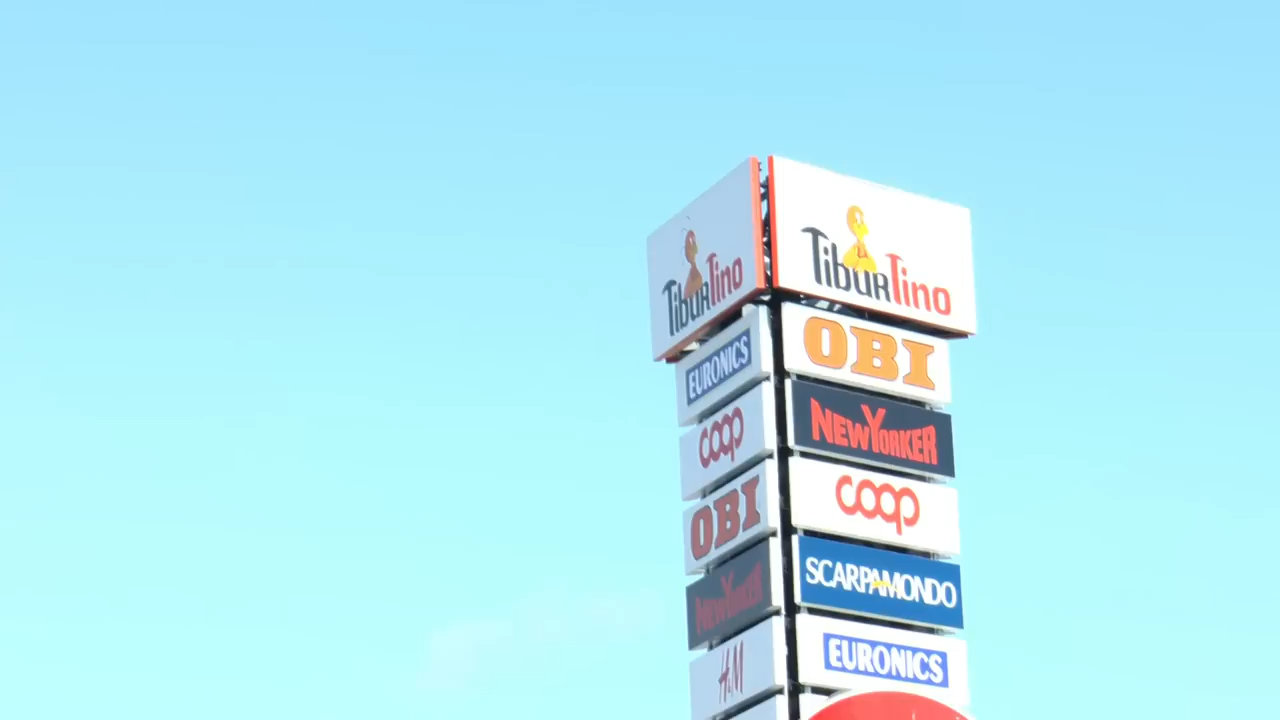 TiburTino
EURONICS
coop
OBI
NEWYORKER
H&M
TiburTino
OBI
NEWYORKER
coop
SCARPAMONDO
EURONICS